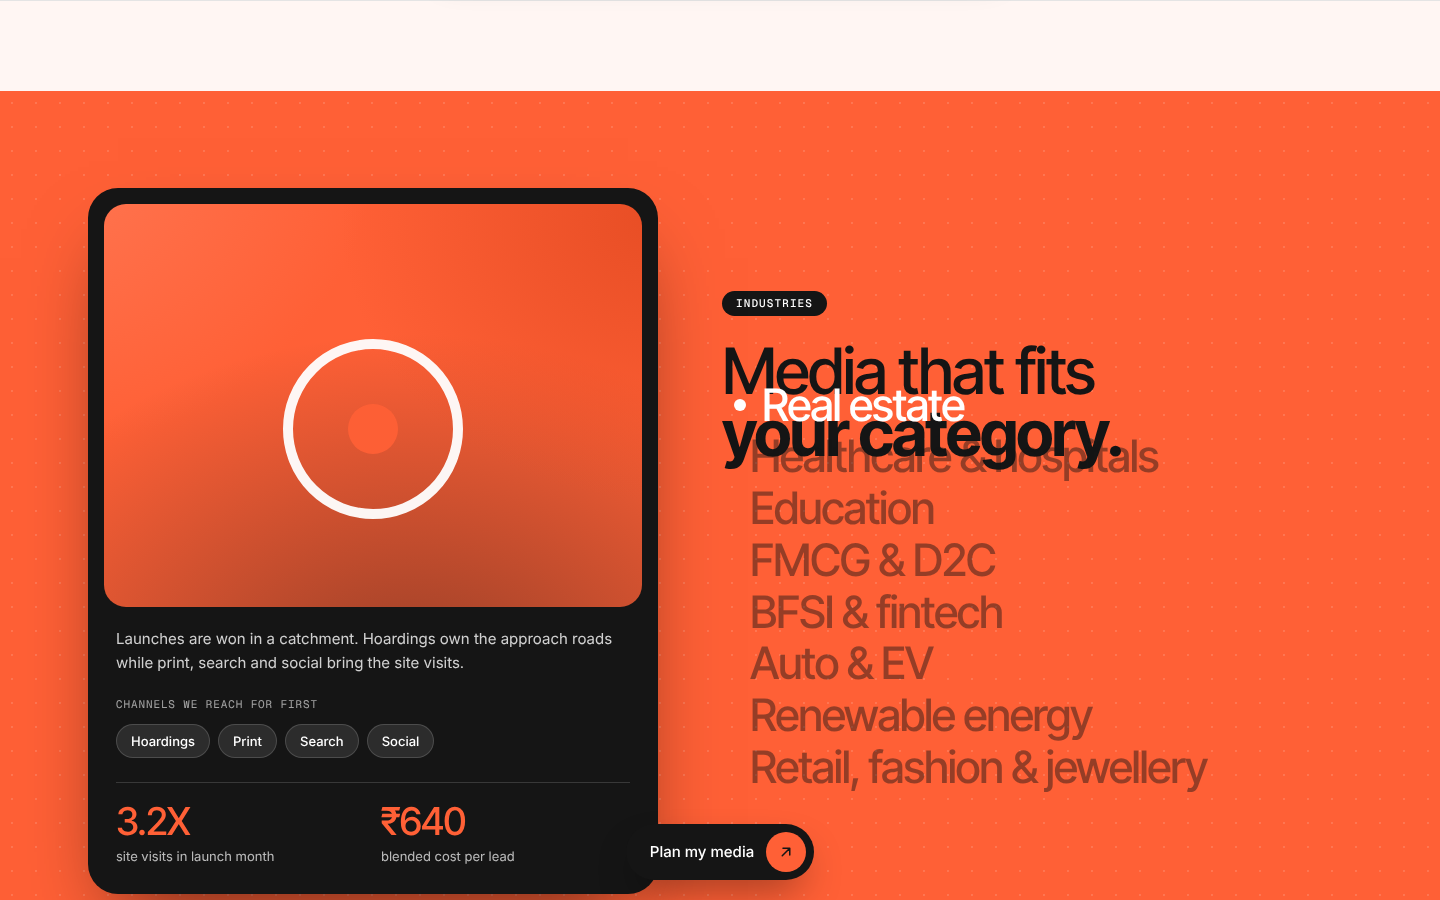 INDUSTRIES
Media that fits
your category.
• Real estate
Healthcare & hospitals
Education
FMCG & D2C
BFSI & fintech
Auto & EV
Renewable energy
Retail, fashion & jewellery
Launches are won in a catchment. Hoardings own the approach roads
while print, search and social bring the site visits.
CHANNELS WE REACH FOR FIRST
Hoardings Print Search Social
3.2X ₹640
site visits in launch month blended cost per lead
Plan my media